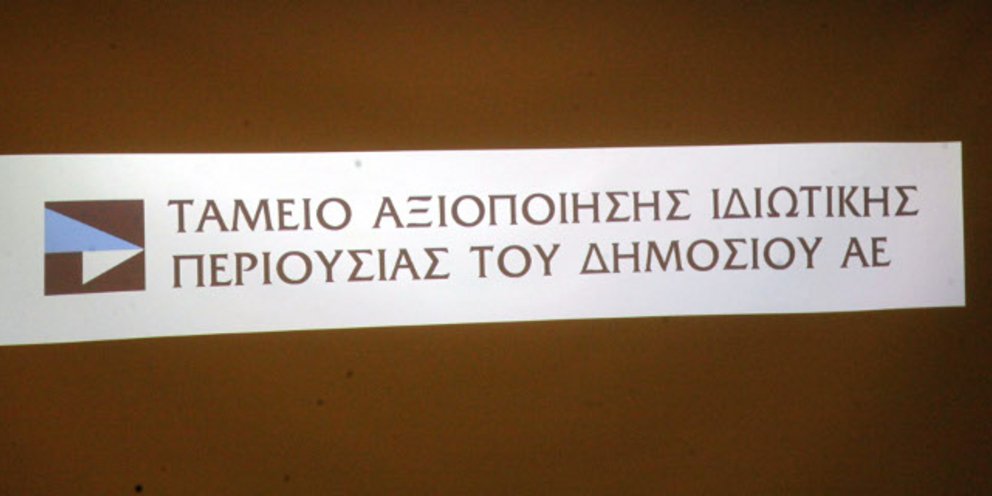 ΤΑΜΕΙΟ ΑΞΙΟΠΟΙΗΣΗΣ ΙΔΙΩΤΙΚΗΣ
ΠΕΡΙΟΥΣΙΑΣ ΤΟΥ ΔΗΜΟΣΙΟΥ ΑΕ